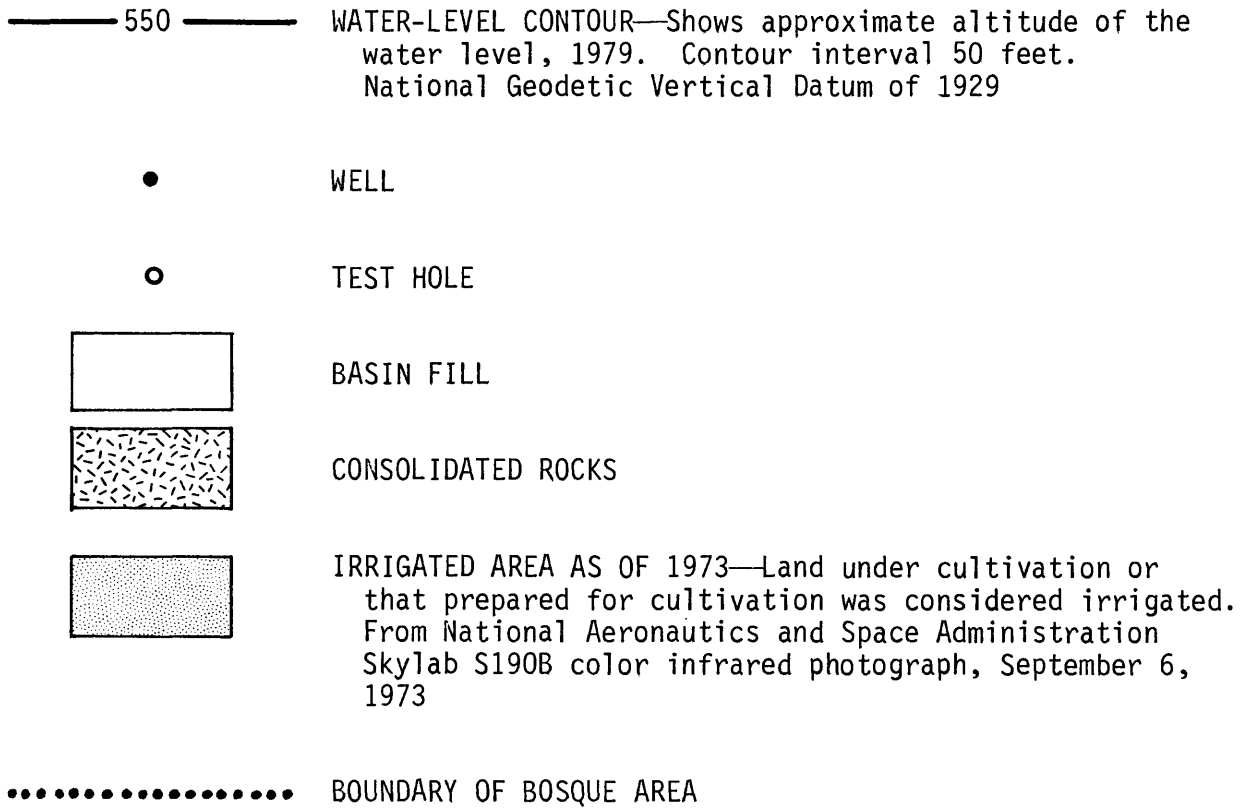 550 WATER-LEVEL CONTOUR—Shows approximate altitude of the
water level, 1979. Contour interval 50 feet.
National Geodetic Vertical Datum of 1929
WELL
TEST HOLE
BASIN FILL
CONSOLIDATED ROCKS
IRRIGATED AREA AS OF 1973—Land under cultivation or
that prepared for cultivation was considered irrigated.
From National Aeronautics and Space Administration
Skylab S190B color infrared photograph, September 6,
1973
BOUNDARY OF BOSQUE AREA